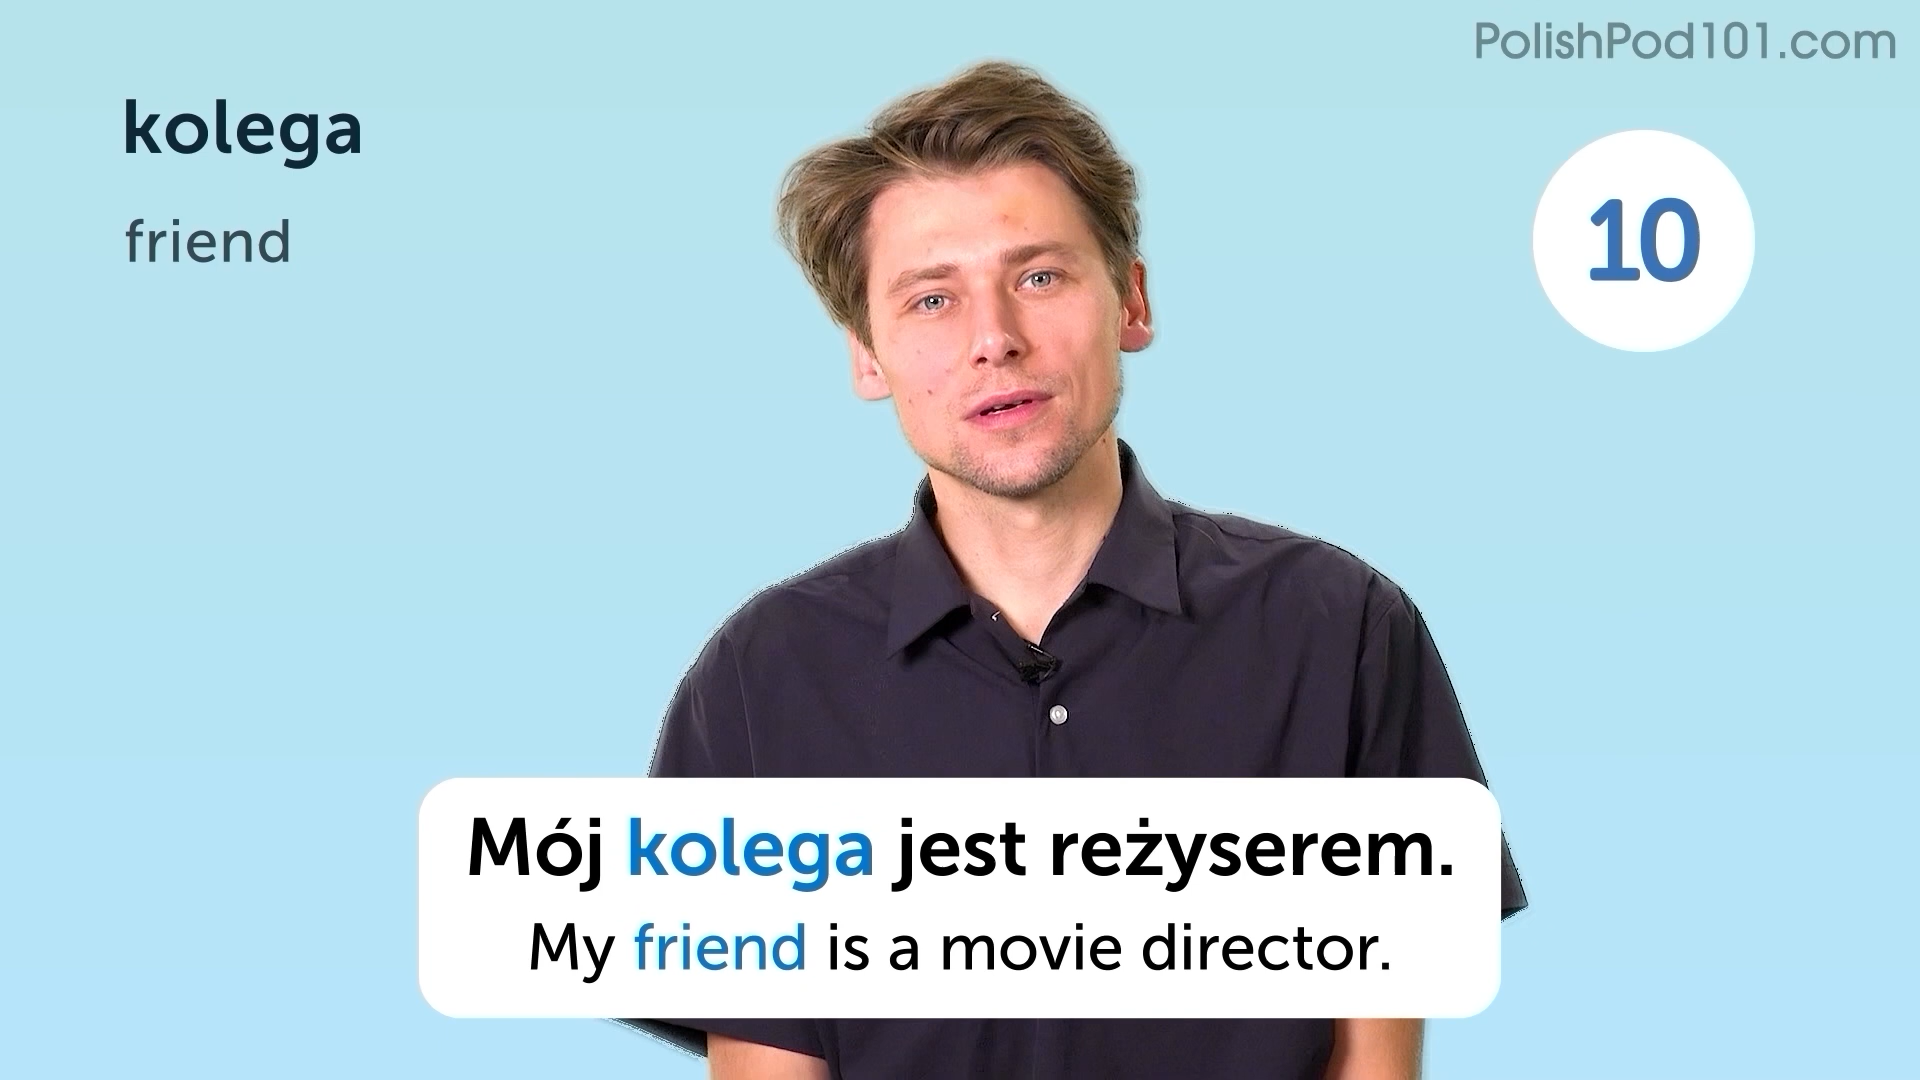 PolishPod101.com
kolega
friend
10
Mój kolega jest reżyserem.
My friend is a movie director.